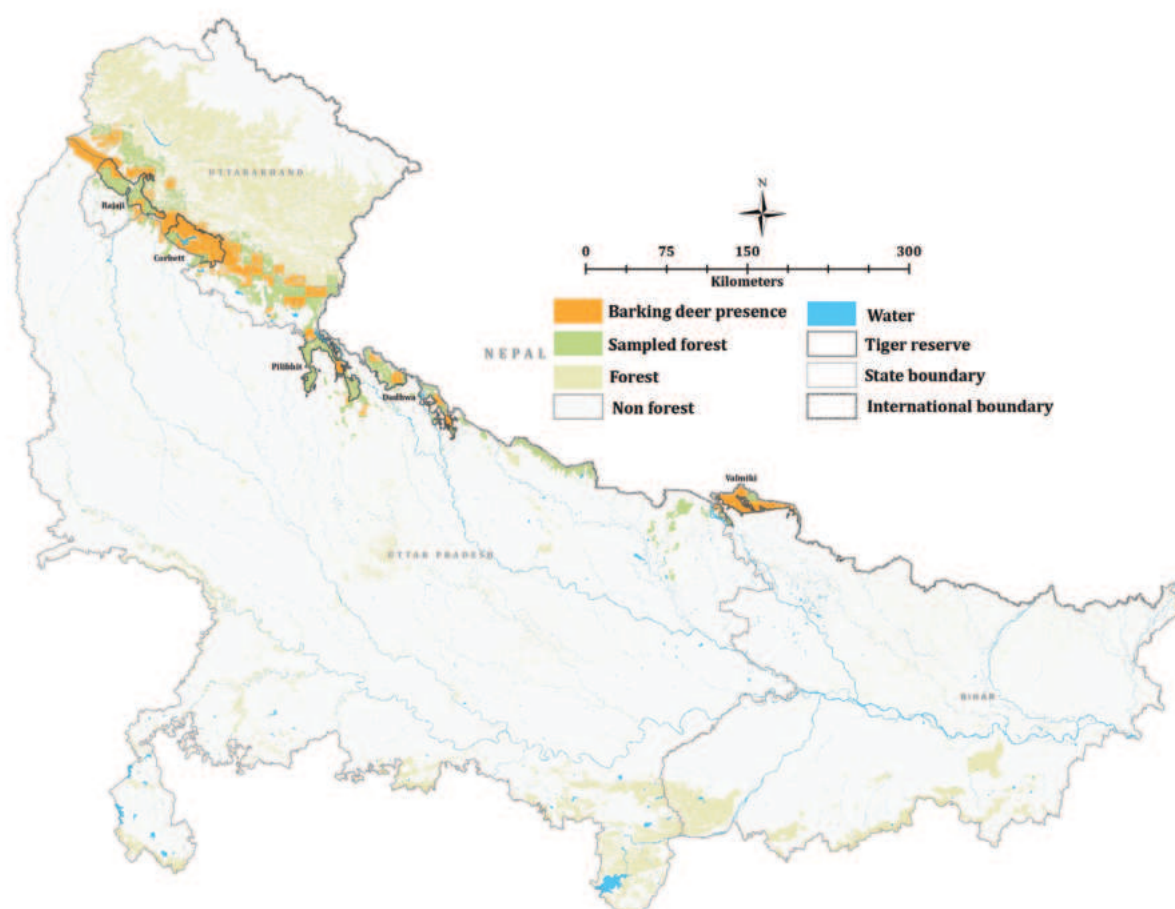 UTTARAKHAND
Rajaji
Corbett
N
0 75 150 300
Kilometers
Barking deer presence
Sampled forest
Forest
Non forest
Water
Tiger reserve
State boundary
International boundary
NEPAL
Pilibhit
Dudhwa
Valmiki
UTTAR PRADESH
BIHAR